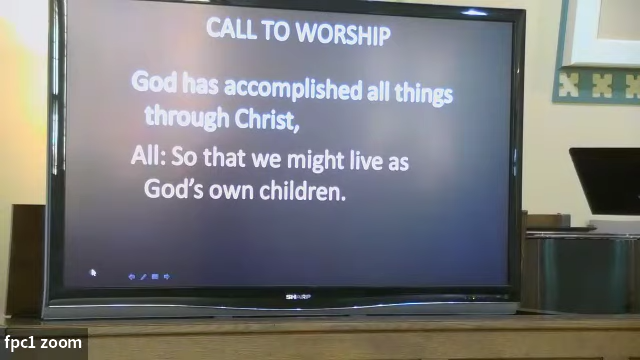 CALL TO WORSHIP
God has accomplished all things
through Christ,
All: So that we might live as
God's own children.
SHARP
fpc1 zoom